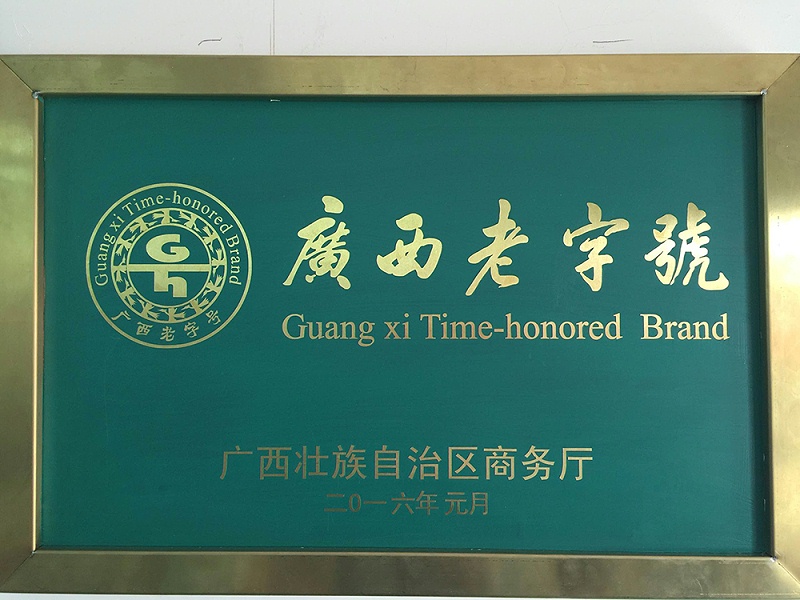 Guang xi Time-honored Brand
G
h
广西老字号
廣西老字號
Guang xi Time-honored Brand
广西壮族自治区商务厅
二0一六年 元月